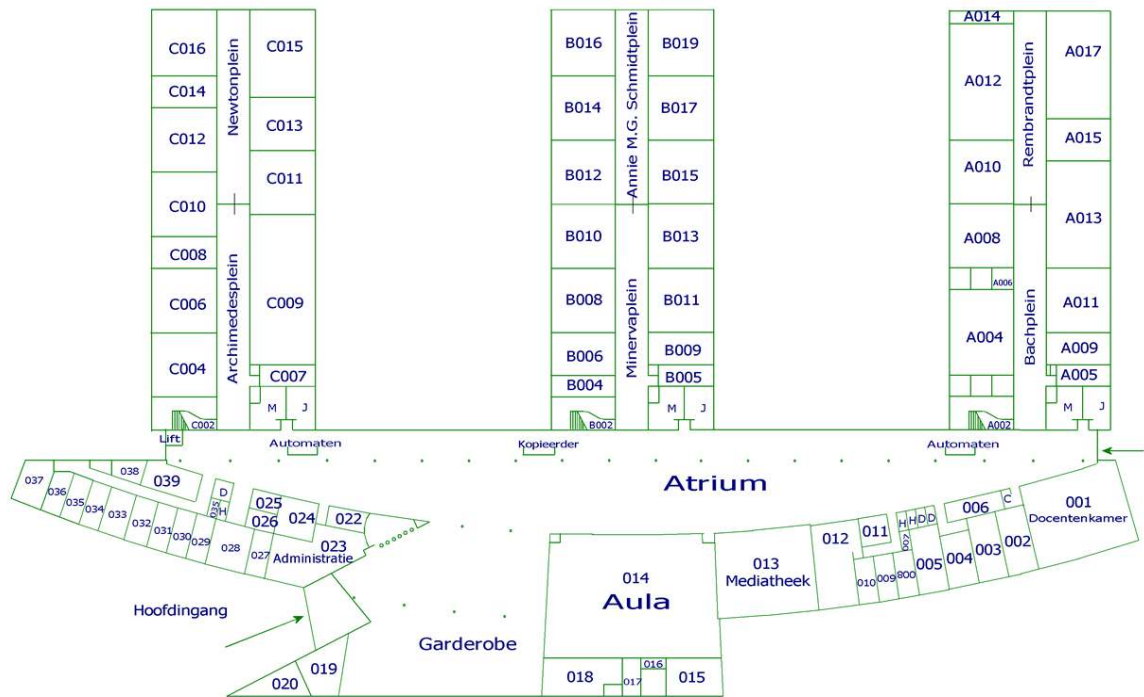 C016
C014
C012
C010
C008
C006
C004
C002
Newtonplein
Archimedesplein
C015
C013
C011
C009
C007
M
J
B016
B014
B012
B010
B008
B006
B004
B002
Annie M.G. Schmidtplein
Minervaplein
B019
B017
B015
B013
B011
B009
B005
M
J
A014
A012
A010
A008
A006
A004
A002
Rembrandtplein
Bachplein
A017
A015
A013
A011
A009
A005
M
J
Lift
Automaten
Kopieerder
Automaten
Atrium
037
036
035
034
033
032
031
030
029
028
027
038
039
D
H
035
025
026
024
022
023
Administratie
Hoofdingang
020
019
Garderobe
014
Aula
018
017
016
015
013
Mediatheek
012
011
010
009
008
007
H
H
D
D
005
004
003
002
006
C
001
Docentenkamer